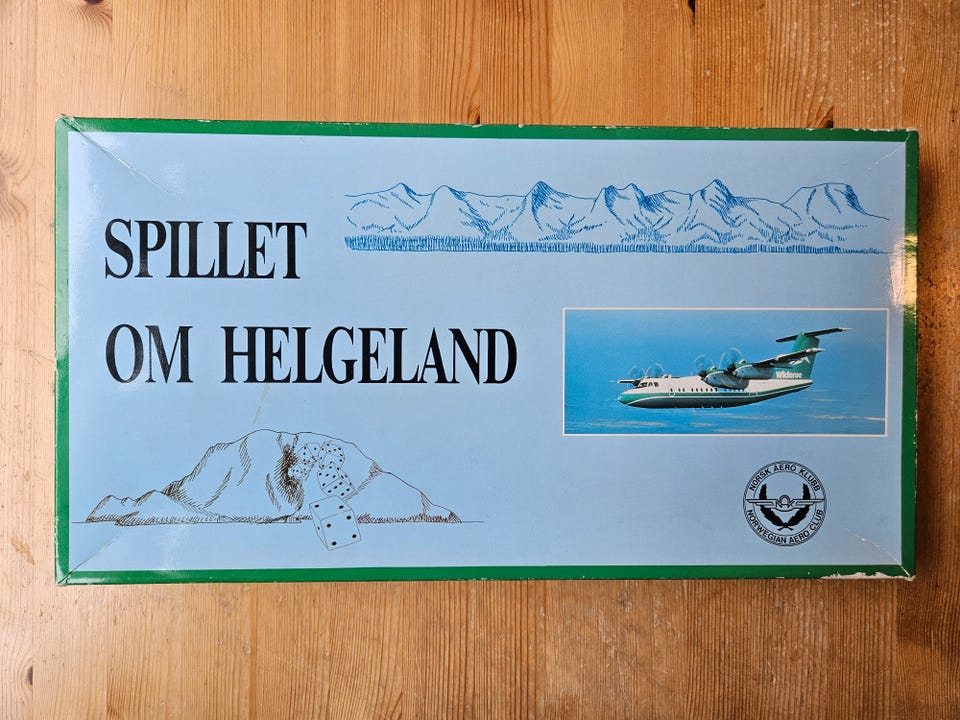 SPILLET
OM HELGELAND
Widerøe
NORSK AERO KLUBB
NORWEGIAN AERO CLUB